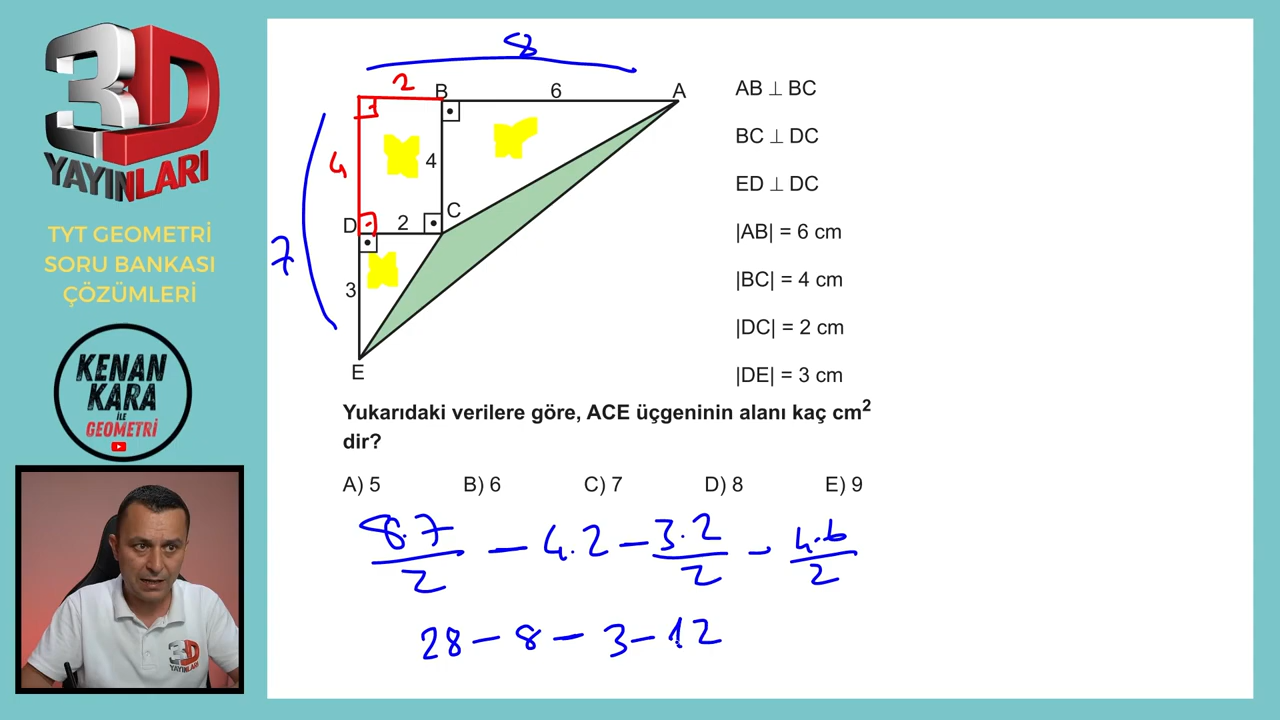 3D
YAYINLARI
TYT GEOMETRİ
SORU BANKASI
ÇÖZÜMLERİ
KENAN
KARA
İLE
GEOMETRİ
3D
YAYINLARI
8
2
B
6
A
4
4
D
2
C
7
3
E
AB ⊥ BC
BC ⊥ DC
ED ⊥ DC
|AB| = 6 cm
|BC| = 4 cm
|DC| = 2 cm
|DE| = 3 cm
Yukarıdaki verilere göre, ACE üçgeninin alanı kaç cm²
dir?
A) 5 B) 6 C) 7 D) 8 E) 9
8.7/2 - 4.2 - 3.2/2 - 4.6/2
28 - 8 - 3 - 12